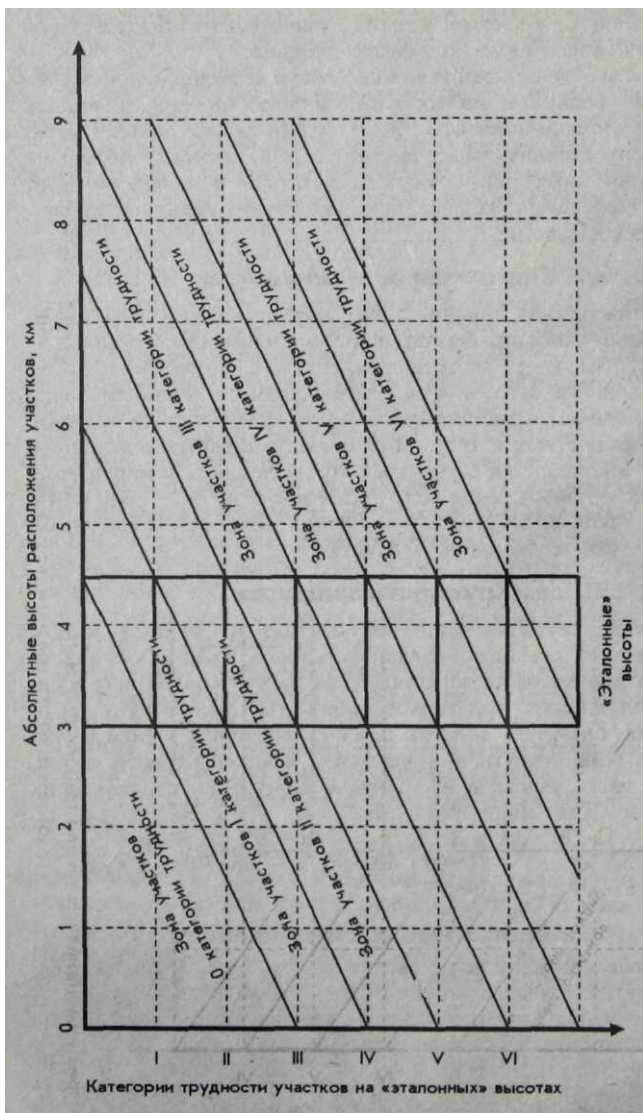 Абсолютные высоты расположения участков, км
9
8
7
6
5
4
3
2
1
0
Зона участков III категории трудности
Зона участков IV категории трудности
Зона участков V категории трудности
Зона участков VI категории трудности
Зона участков
0 категории трудности
Зона участков I категории трудности
Зона участков II категории трудности
«Эталонные»
высоты
I
II
III
IV
V
VI
Категории трудности участков на «эталонных» высотах